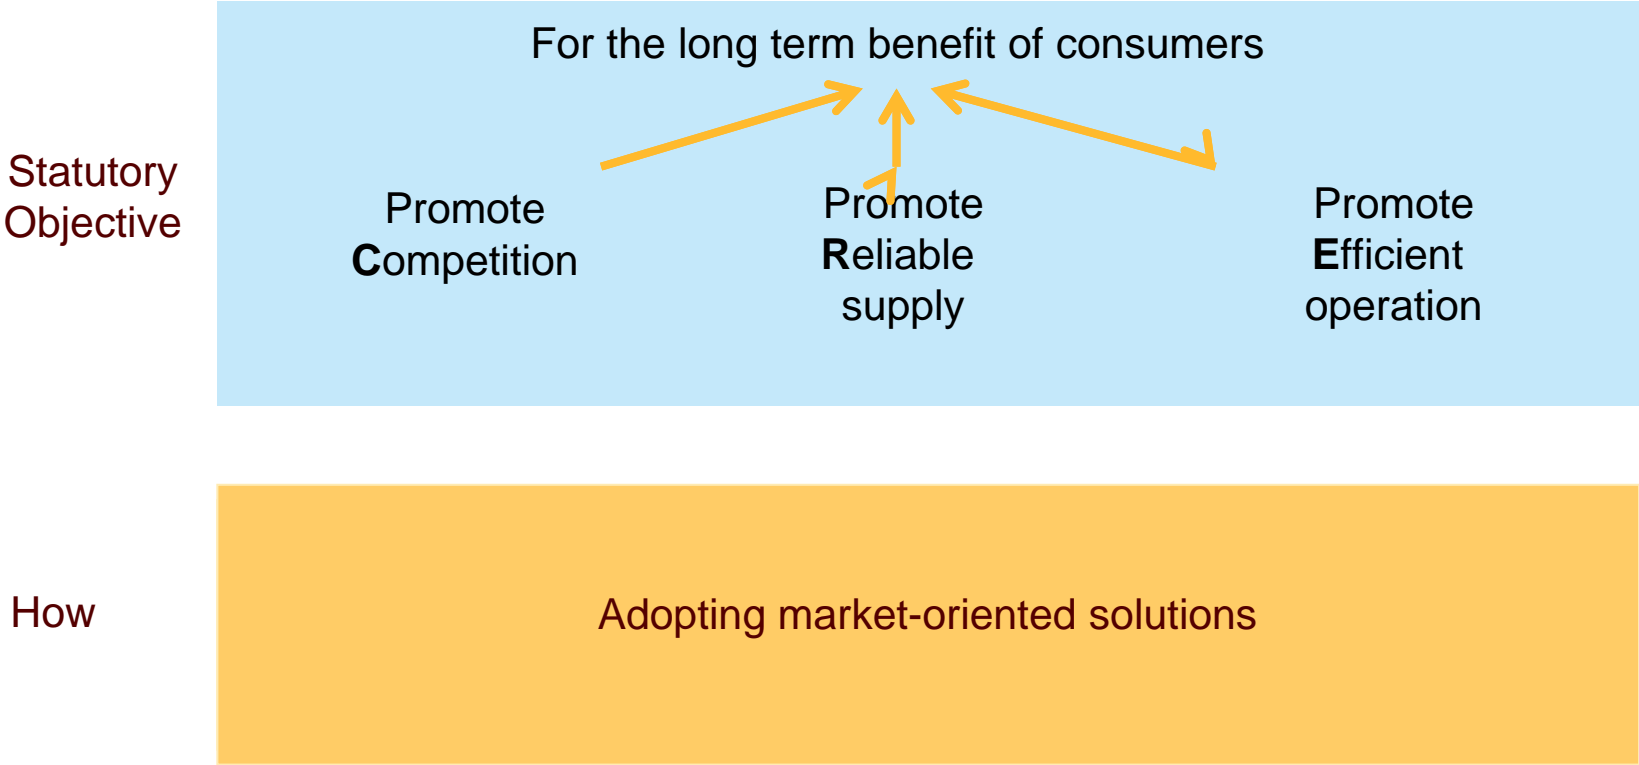 For the long term benefit of consumers
Statutory
Objective
Promote
Competition
Promote
Reliable
supply
Promote
Efficient
operation
How
Adopting market-oriented solutions